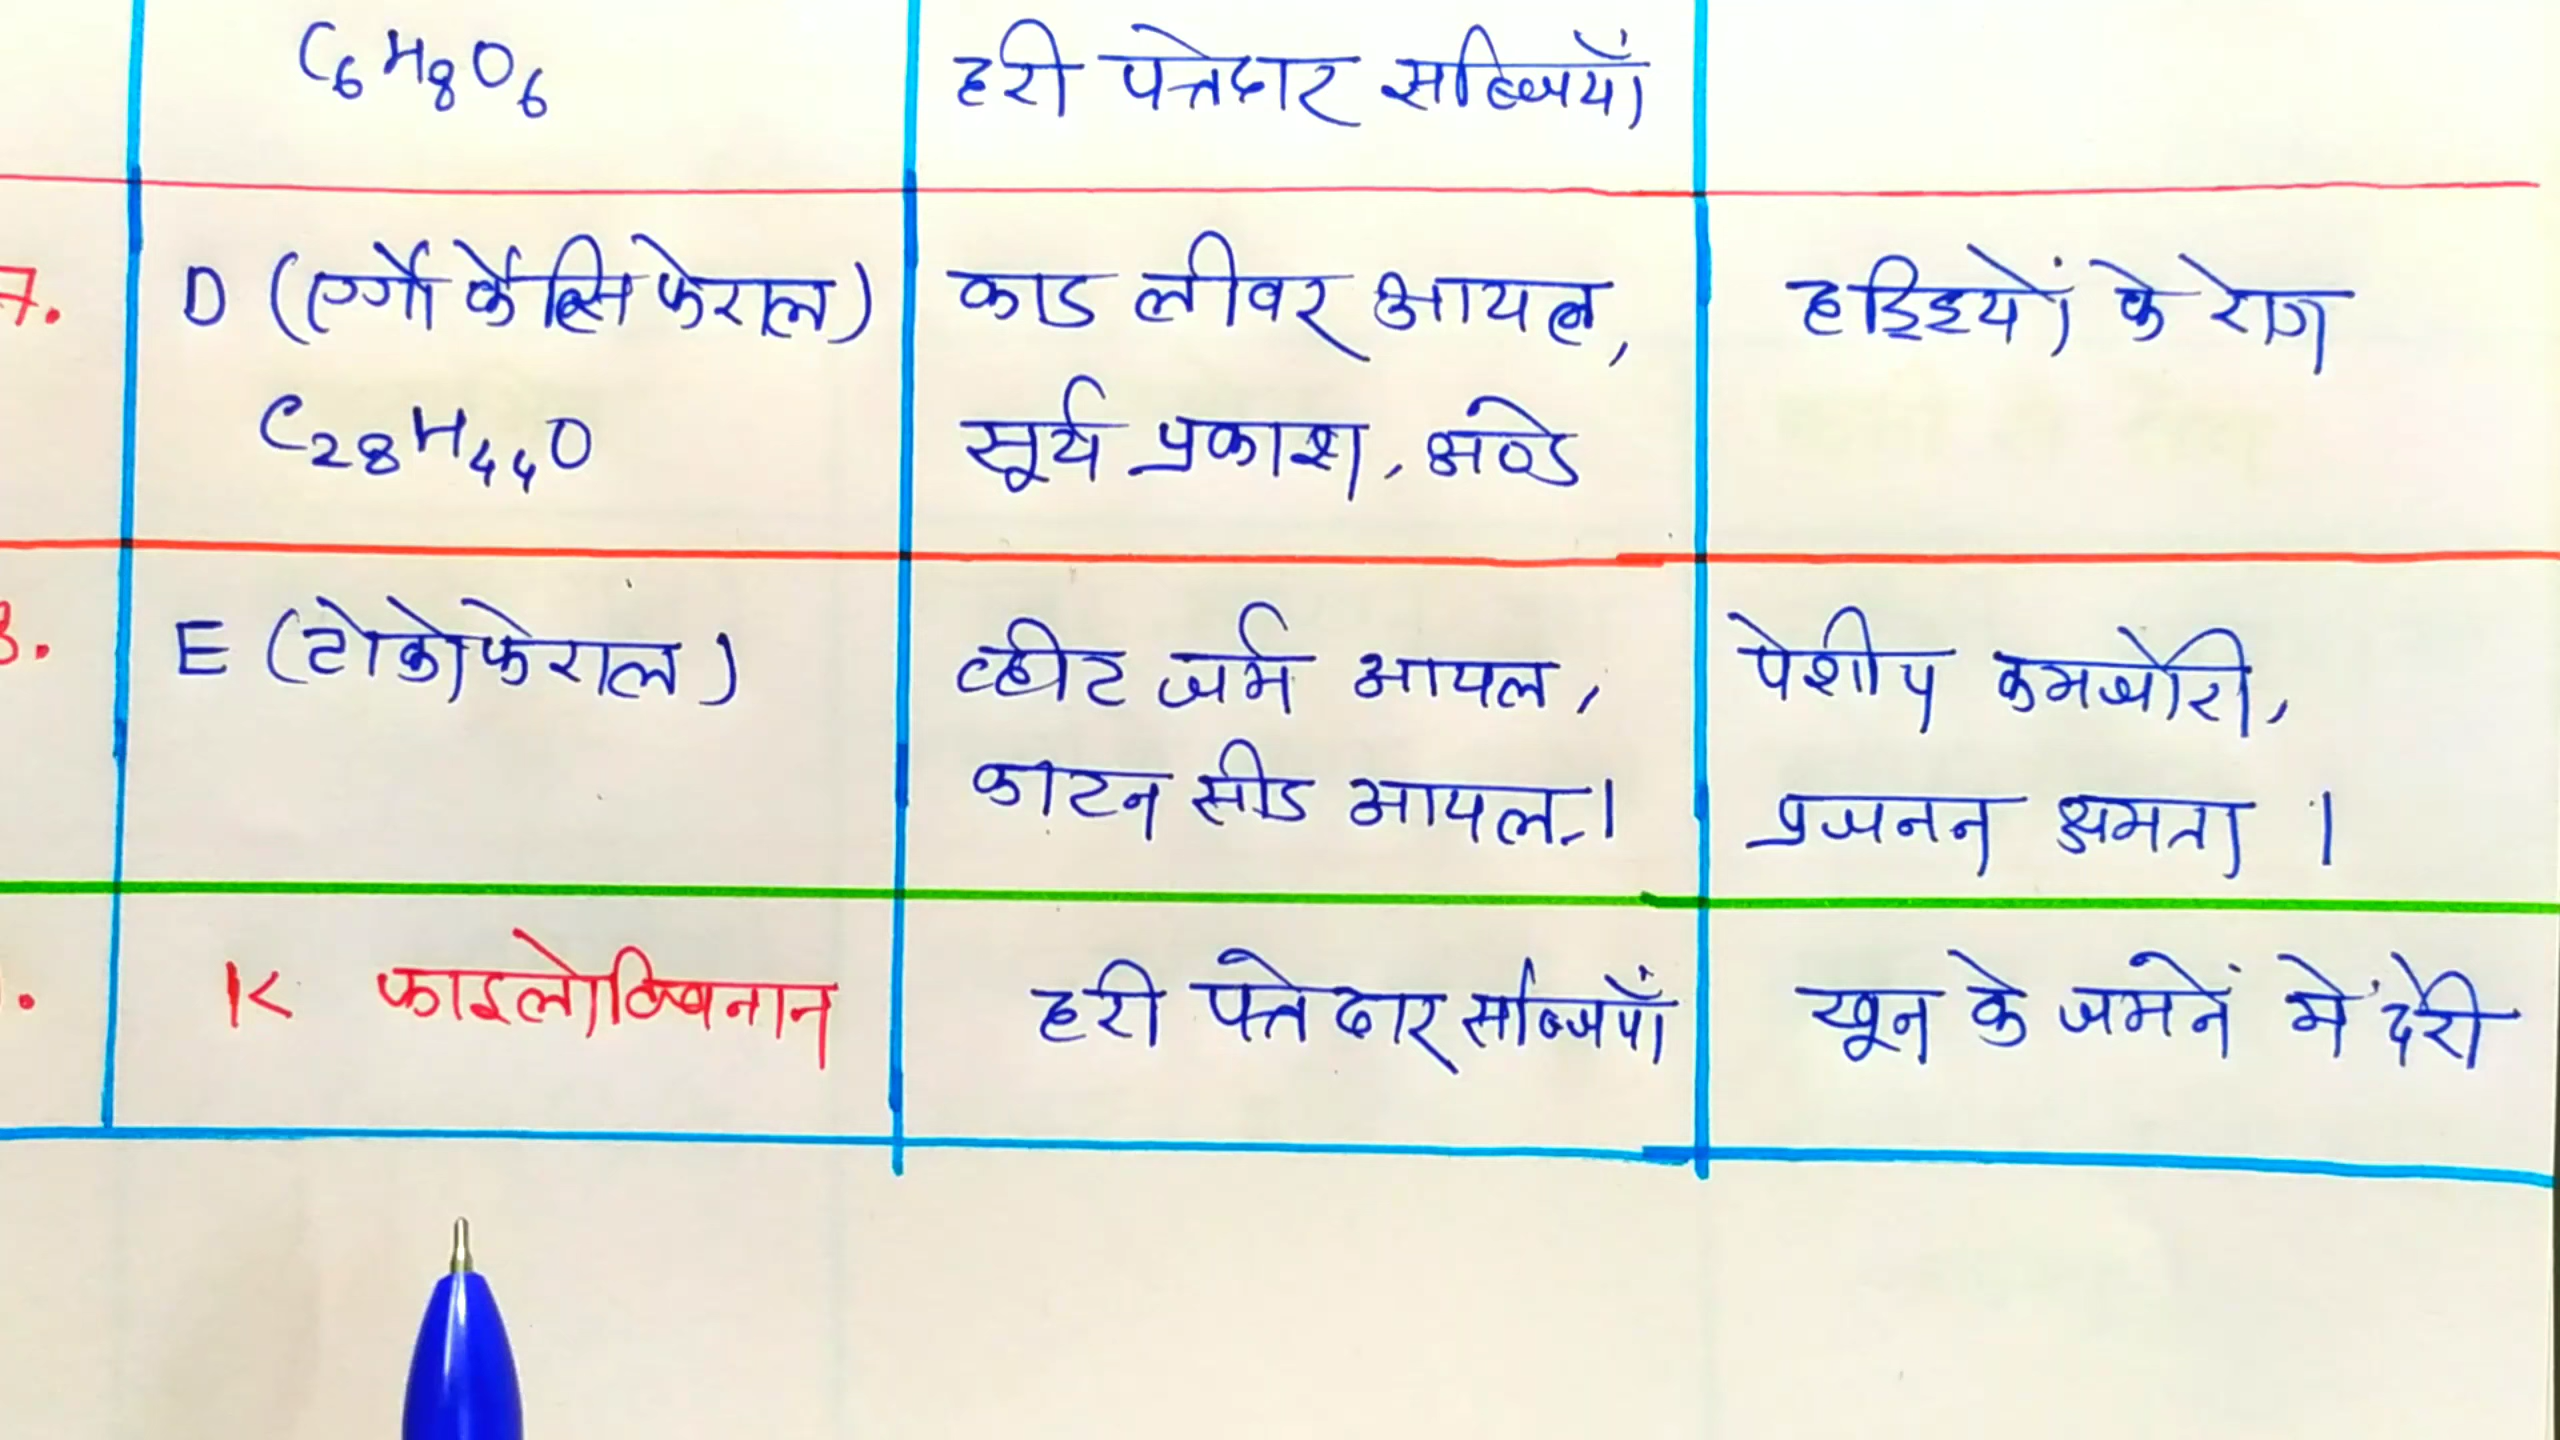 C₆H₈O₆
हरी पत्तेदार सब्जियाँ
7. D (एर्गोकैल्सिफेराल) काड लीवर आयल, हड्डियों के रोग
C₂₈H₄₄O सूर्य प्रकाश, अण्डे
8. E (टोकोफेराल) व्हीट जर्म आयल, पेशीय कमजोरी,
काटन सीड आयल,। प्रजनन क्षमता ।
K फाइलोक्विनान हरी पत्तेदार सब्जियाँ खून के जमनें में देरी